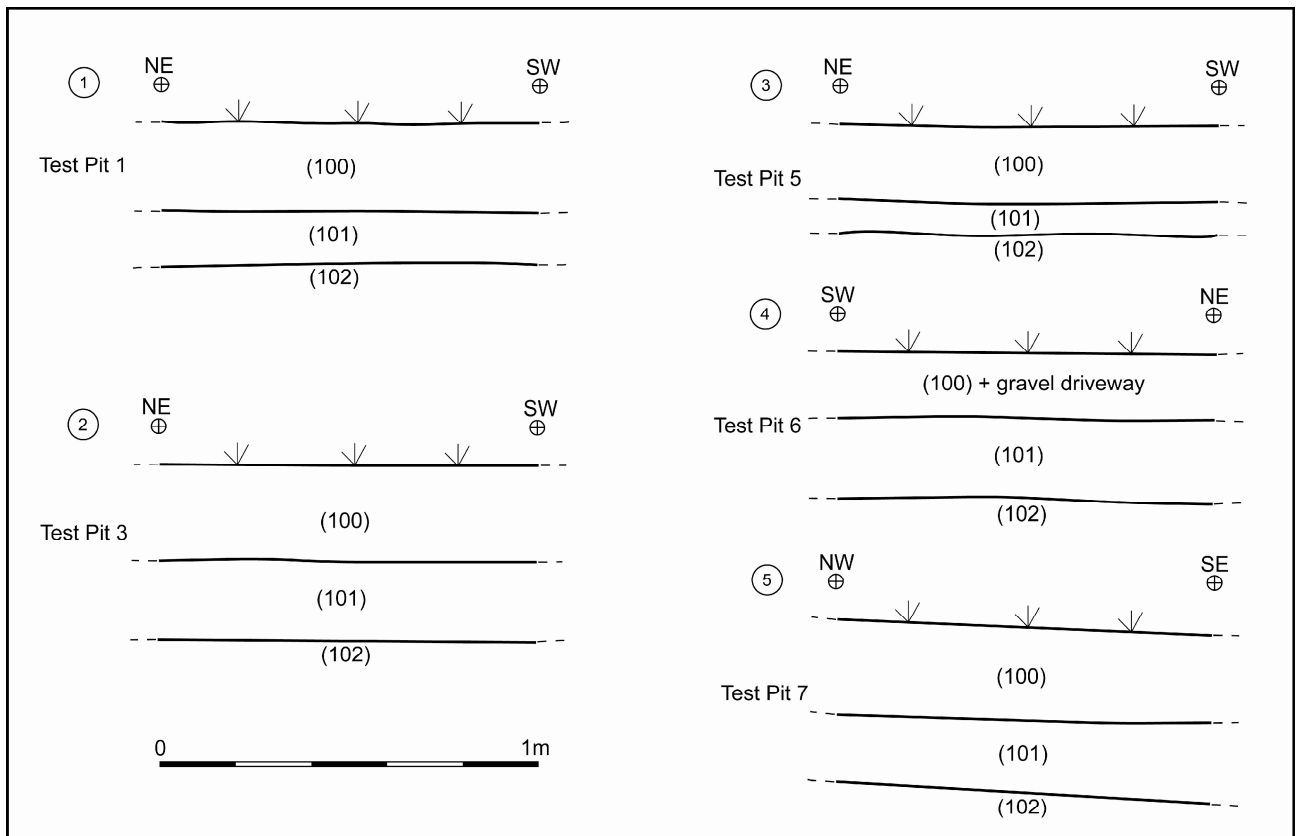 1
NE SW
Test Pit 1
(100)
(101)
(102)
2
NE SW
Test Pit 3
(100)
(101)
(102)
0 1m
3
NE SW
Test Pit 5
(100)
(101)
(102)
4
SW NE
(100) + gravel driveway
Test Pit 6
(101)
(102)
5
NW SE
(100)
Test Pit 7
(101)
(102)